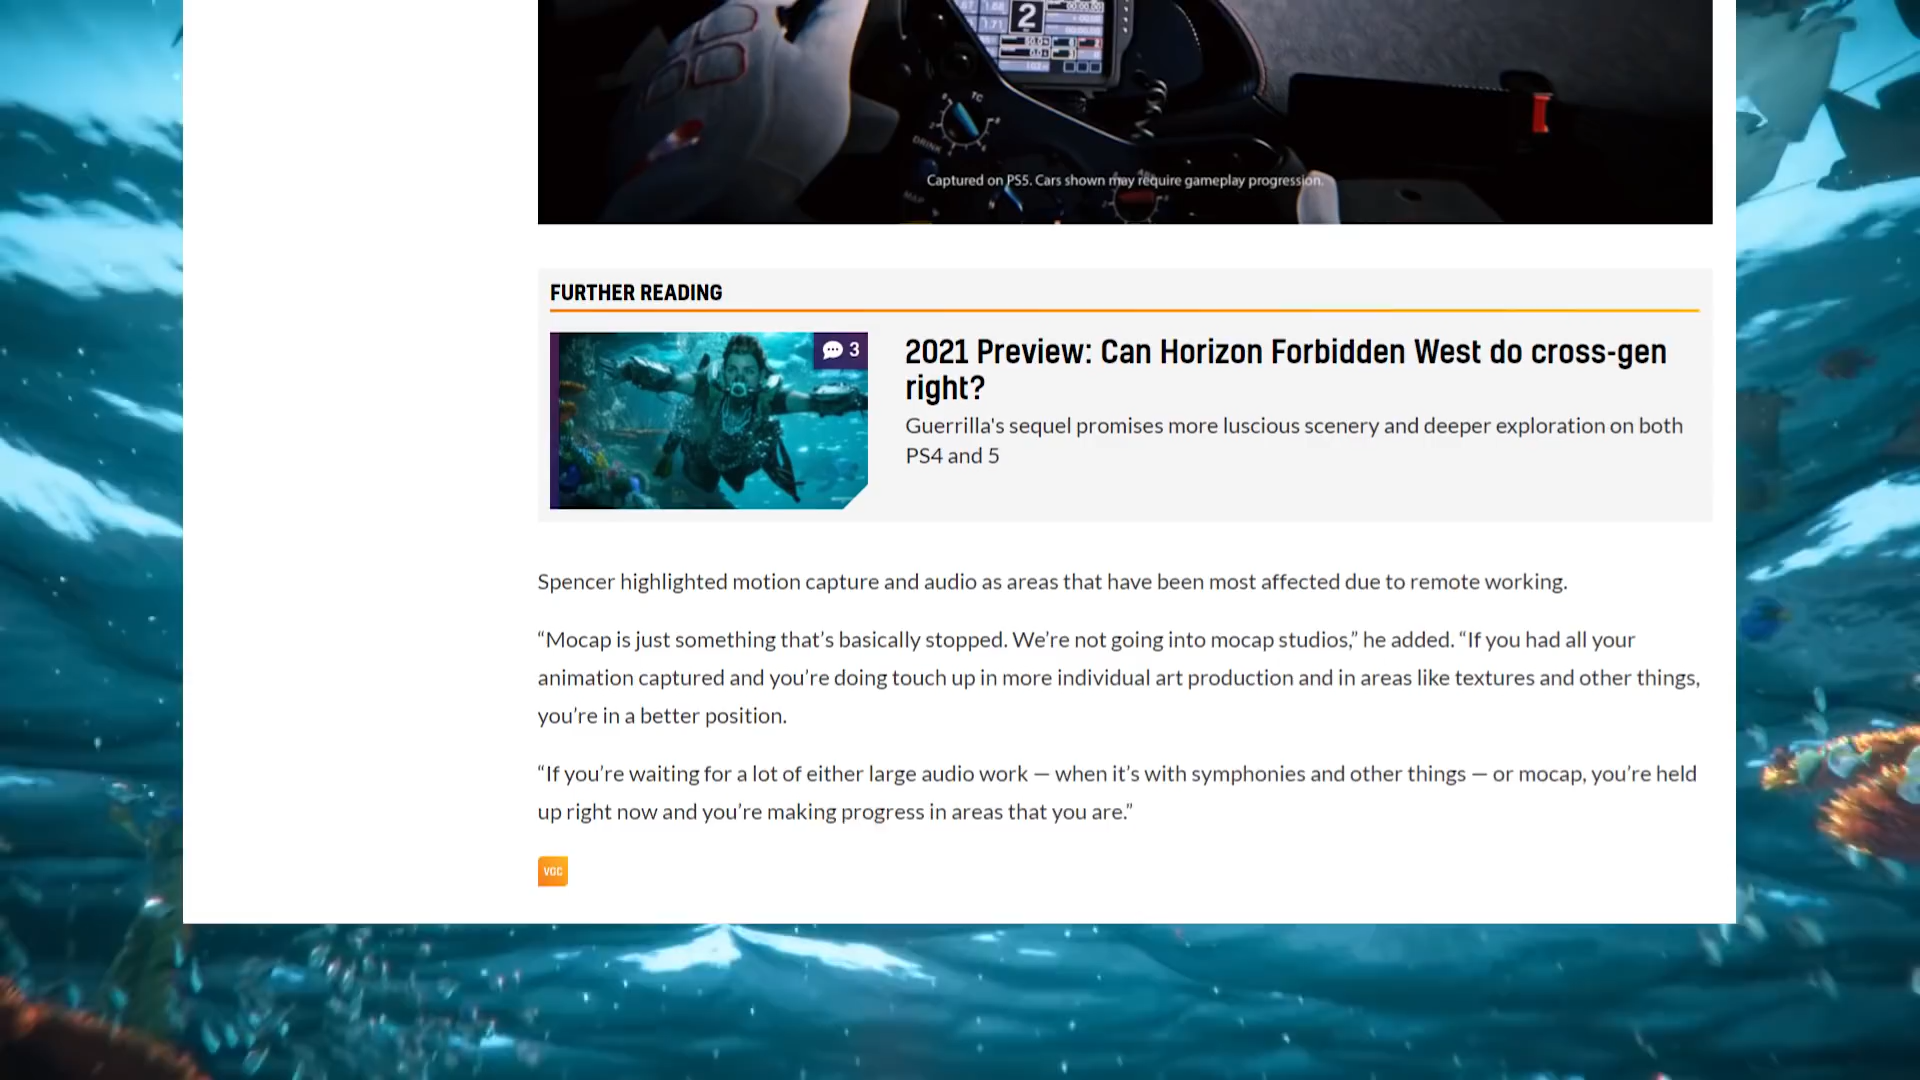 2
TC
DRINK
Captured on PS5. Cars shown may require gameplay progression.
FURTHER READING
3
2021 Preview: Can Horizon Forbidden West do cross-gen
right?
Guerrilla's sequel promises more luscious scenery and deeper exploration on both
PS4 and 5
Spencer highlighted motion capture and audio as areas that have been most affected due to remote working.
“Mocap is just something that’s basically stopped. We’re not going into mocap studios,” he added. “If you had all your
animation captured and you’re doing touch up in more individual art production and in areas like textures and other things,
you’re in a better position.
“If you’re waiting for a lot of either large audio work — when it’s with symphonies and other things — or mocap, you’re held
up right now and you’re making progress in areas that you are.”
VGC